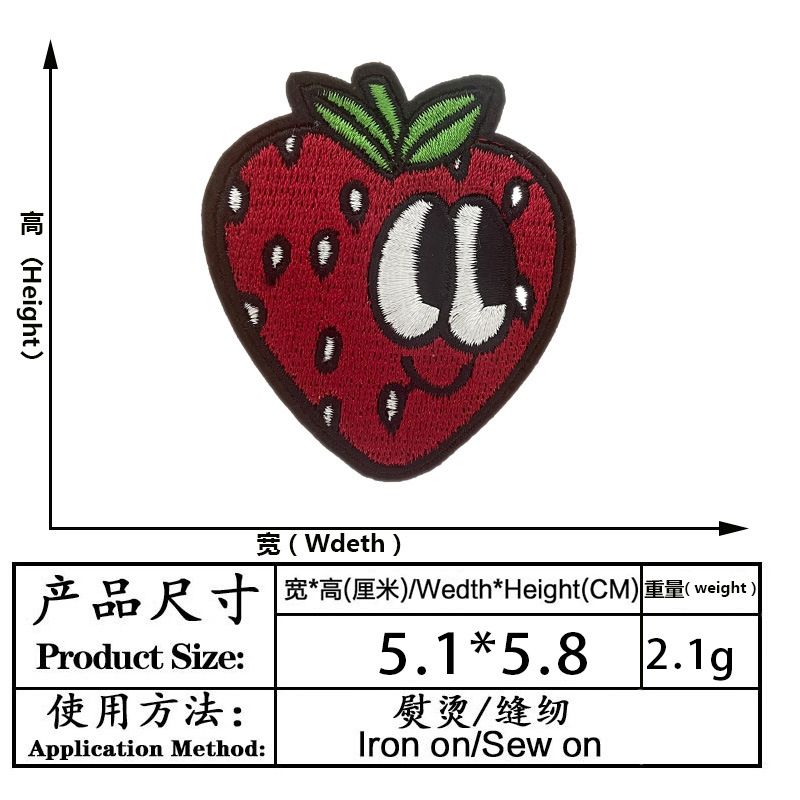 高（Height）
宽（Wdeth）
产品尺寸
Product Size:
宽*高(厘米)/Wedth*Height(CM)
重量( weight )
5.1*5.8
2.1g
使用方法：
Application Method:
熨烫/缝纫
Iron on/Sew on